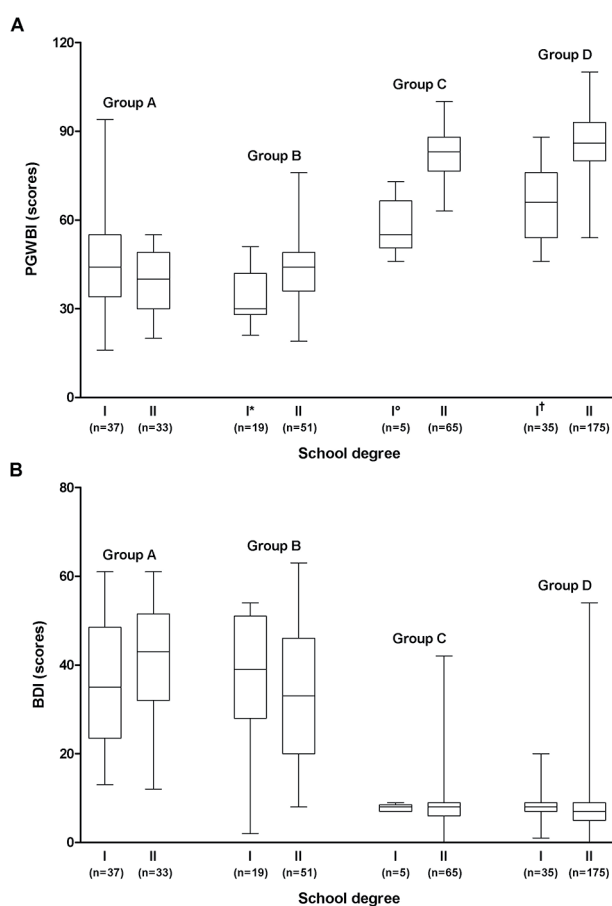 A
120
90
60
30
0
PGWBI (scores)
Group A
Group B
Group C
Group D
I II I* II I° II I† II
(n=37) (n=33) (n=19) (n=51) (n=5) (n=65) (n=35) (n=175)
School degree
B
80
60
40
20
0
BDI (scores)
Group A
Group B
Group C
Group D
I II I II I II I II
(n=37) (n=33) (n=19) (n=51) (n=5) (n=65) (n=35) (n=175)
School degree